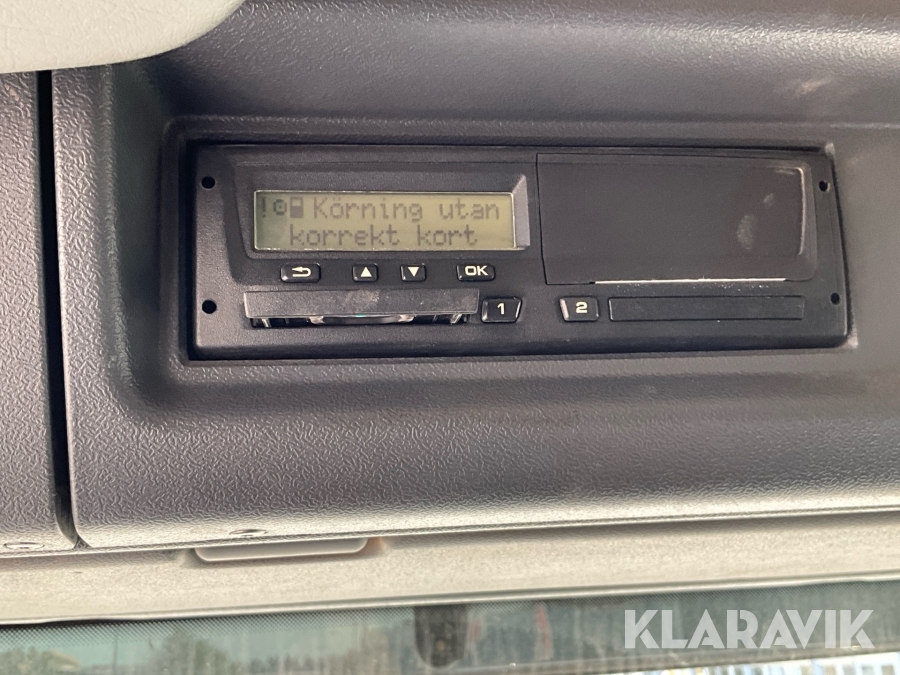 ! Körning utan
korrekt kort
OK
1
2
KLARAVIK